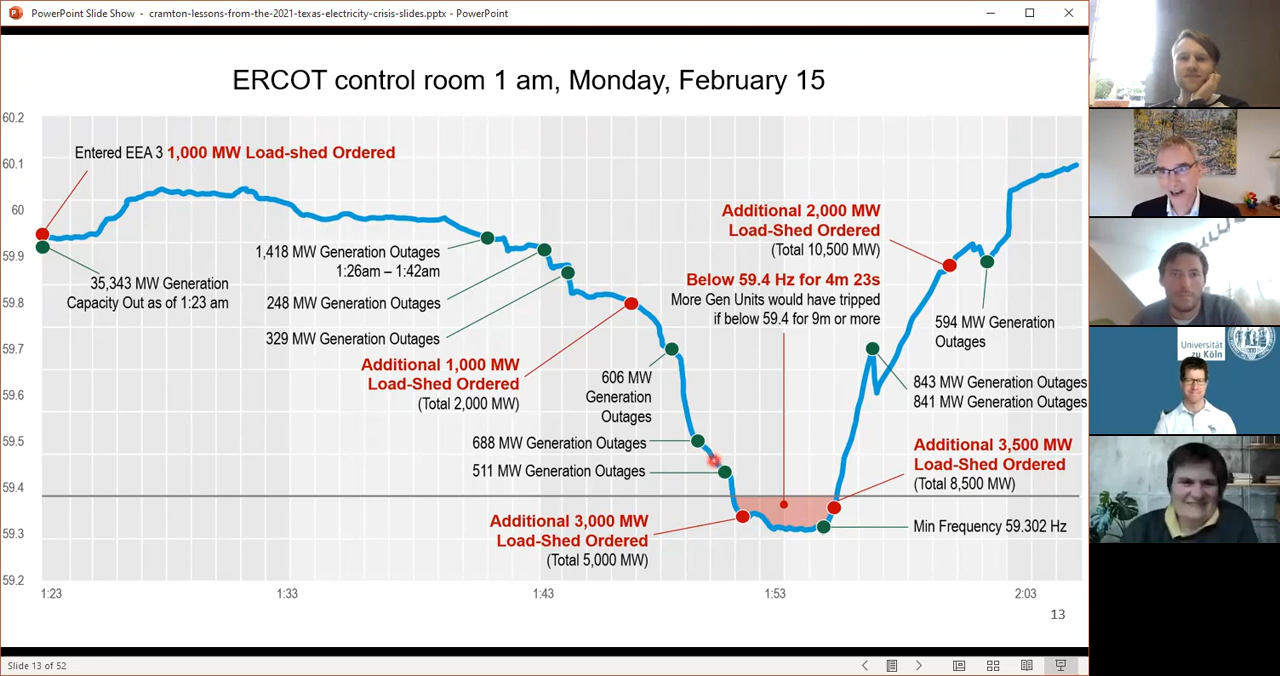 PowerPoint Slide Show - cramton-lessons-from-the-2021-texas-electricity-crisis-slides.pptx - PowerPoint
ERCOT control room 1 am, Monday, February 15
60.2
60.1
60
59.9
59.8
59.7
59.6
59.5
59.4
59.3
59.2
Entered EEA 3 1,000 MW Load-shed Ordered
35,343 MW Generation
Capacity Out as of 1:23 am
1,418 MW Generation Outages
1:26am – 1:42am
248 MW Generation Outages
329 MW Generation Outages
Additional 1,000 MW
Load-Shed Ordered
(Total 2,000 MW)
606 MW
Generation
Outages
688 MW Generation Outages
511 MW Generation Outages
Additional 3,000 MW
Load-Shed Ordered
(Total 5,000 MW)
Additional 2,000 MW
Load-Shed Ordered
(Total 10,500 MW)
Below 59.4 Hz for 4m 23s
More Gen Units would have tripped
if below 59.4 for 9m or more
594 MW Generation
Outages
843 MW Generation Outages
841 MW Generation Outages
Additional 3,500 MW
Load-Shed Ordered
(Total 8,500 MW)
Min Frequency 59.302 Hz
1:23
1:33
1:43
1:53
2:03
13
Slide 13 of 52
Universität
zu Köln